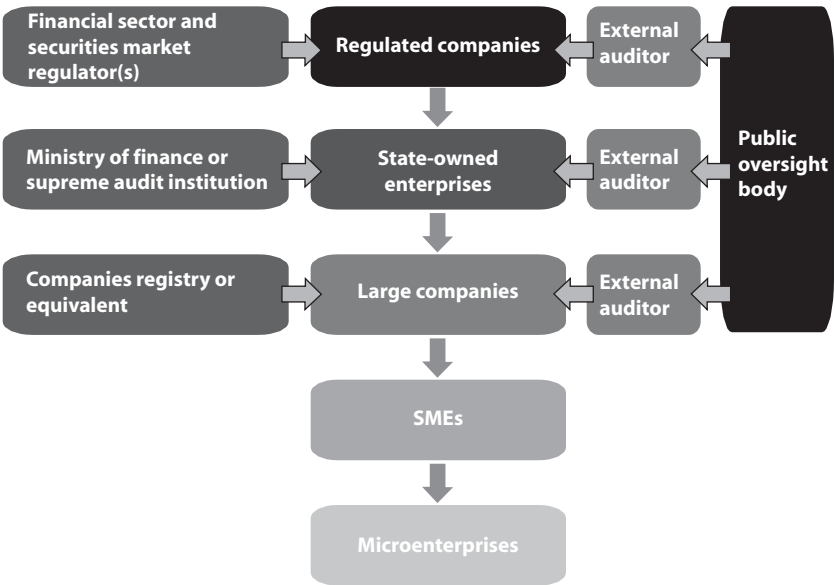 Financial sector and
securities market
regulator(s)
Regulated companies
External
auditor
Public
oversight
body
Ministry of finance or
supreme audit institution
State-owned
enterprises
External
auditor
Companies registry or
equivalent
Large companies
External
auditor
SMEs
Microenterprises